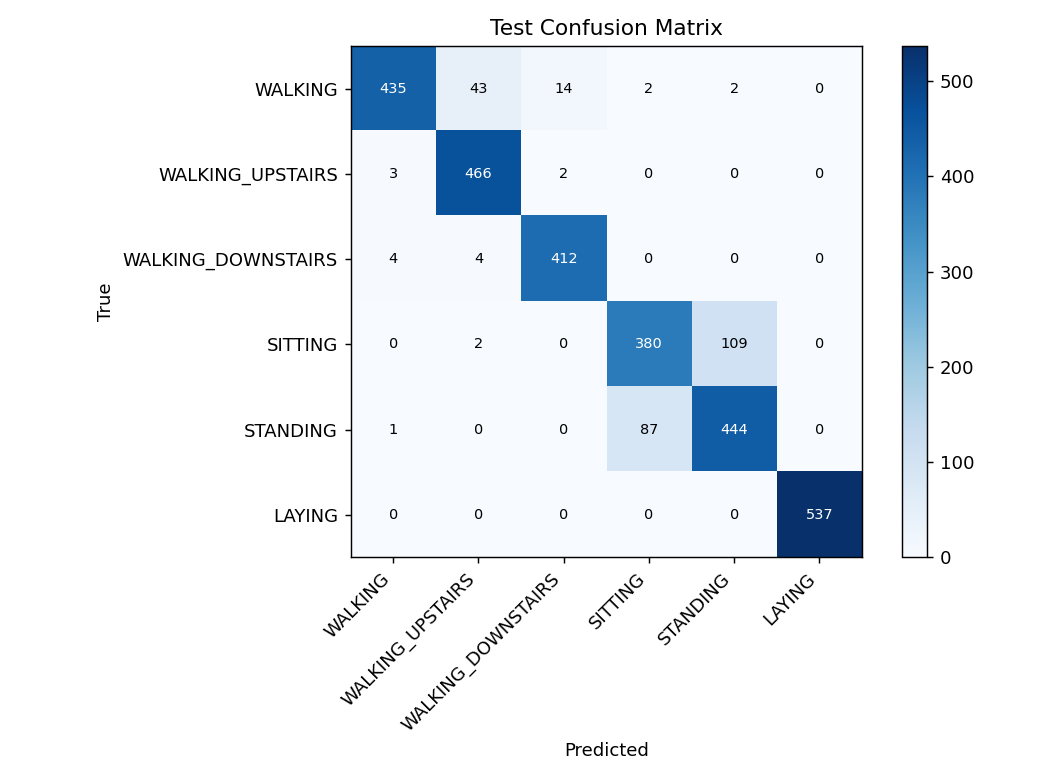 Test Confusion Matrix
WALKING 435 43 14 2 2 0
WALKING_UPSTAIRS 3 466 2 0 0 0
WALKING_DOWNSTAIRS 4 4 412 0 0 0
SITTING 0 2 0 380 109 0
STANDING 1 0 0 87 444 0
LAYING 0 0 0 0 0 537
True
WALKING
WALKING_UPSTAIRS
WALKING_DOWNSTAIRS
SITTING
STANDING
LAYING
Predicted
500
400
300
200
100
0